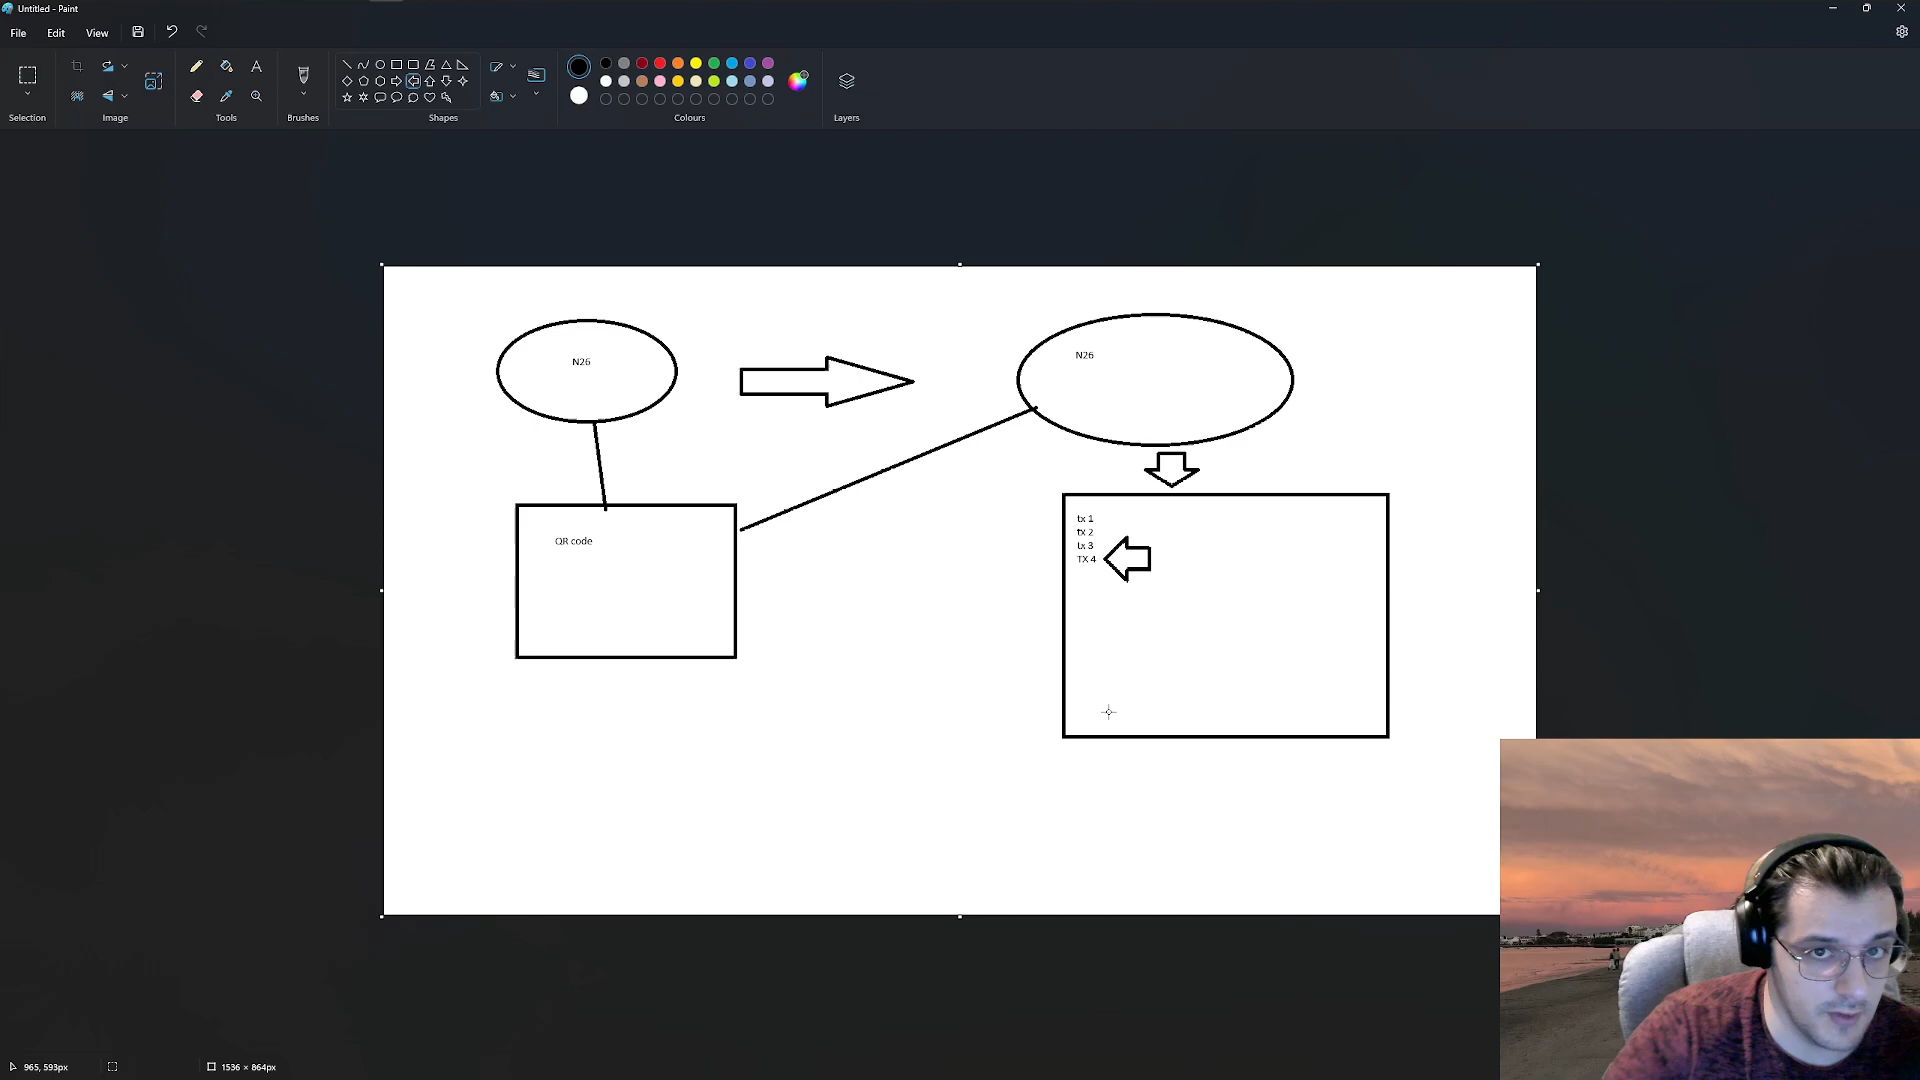 Untitled - Paint
File Edit View
Selection
Image
Tools
Brushes
Shapes
Colours
Layers
N26
N26
QR code
tx 1
tx 2
tx 3
TX 4
965, 593px
1536 × 864px